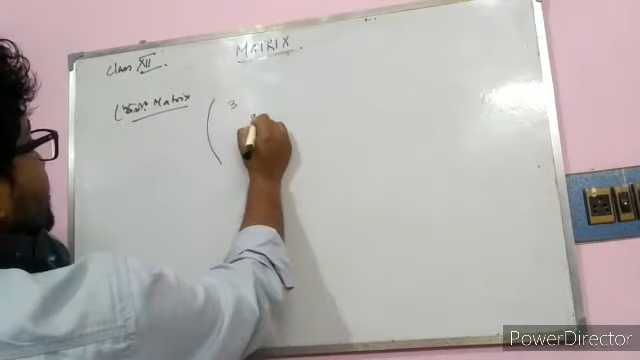 MATRIX
Class XII.
Matrix
( 3
PowerDirector